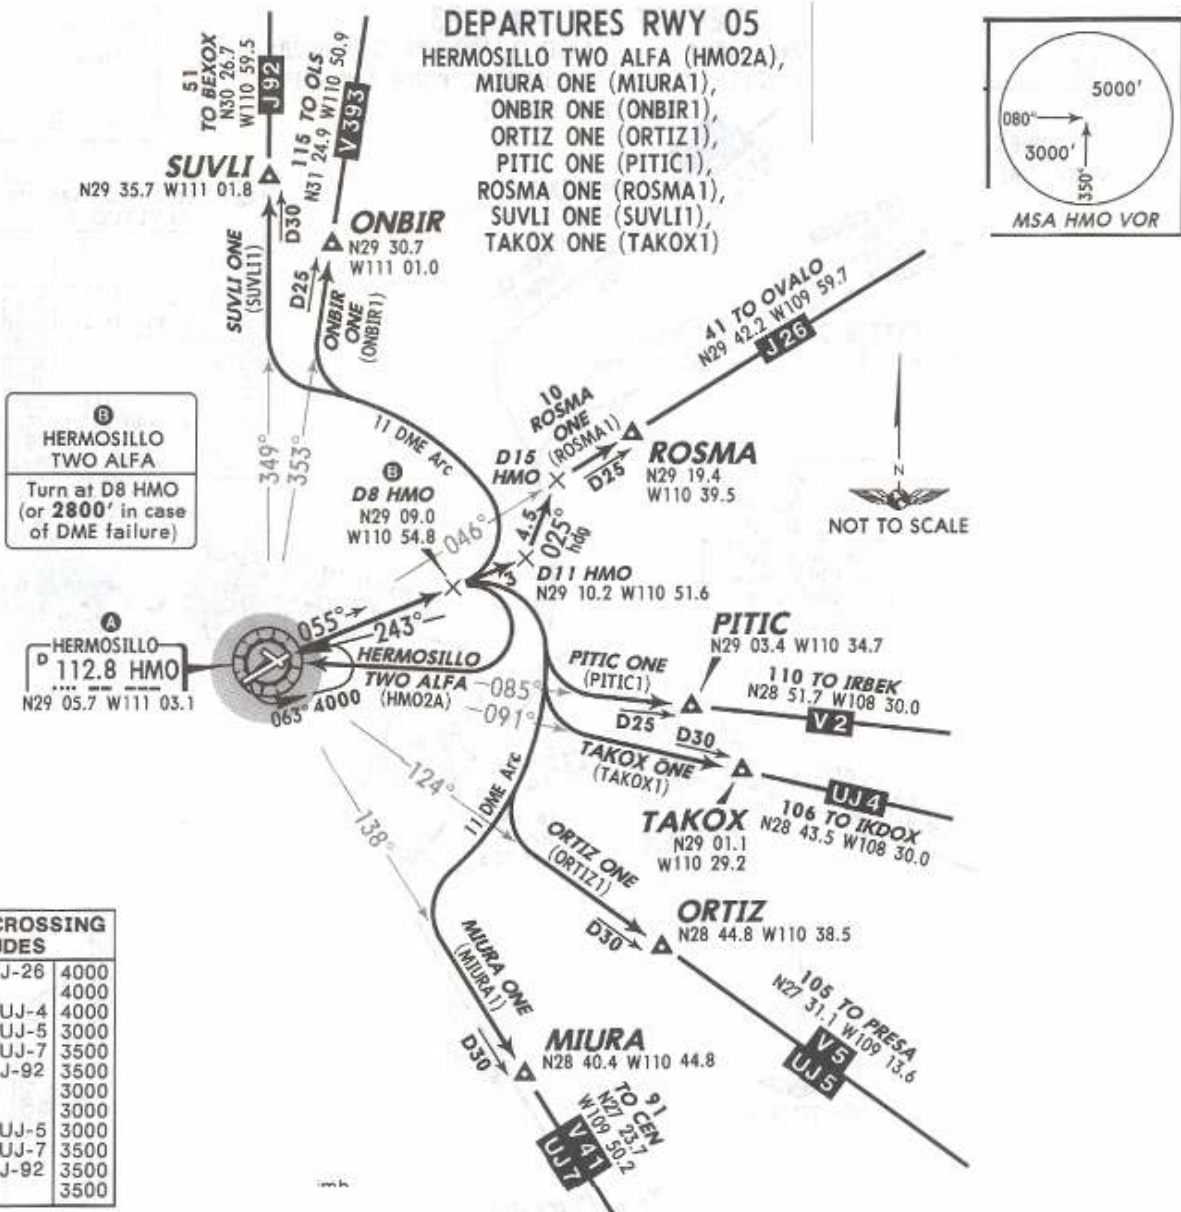 DEPARTURES RWY 05
HERMOSILLO TWO ALFA (HMO2A),
MIURA ONE (MIURA1),
ONBIR ONE (ONBIR1),
ORTIZ ONE (ORTIZ1),
PITIC ONE (PITIC1),
ROSMA ONE (ROSMA1),
SUVLI ONE (SUVLI1),
TAKOX ONE (TAKOX1)
5000'
080°
3000'
350°
MSA HMO VOR
51
TO BEXOX
N30 26.7
W110 59.5
J 92
115 TO OLS
N31 24.9 W110 50.9
V 393
SUVLI
N29 35.7 W111 01.8
D30
SUVLI ONE
(SUVLI1)
ONBIR
N29 30.7
W111 01.0
D25
ONBIR
ONE
(ONBIR1)
349°
353°
11 DME Arc
41 TO OVALO
N29 42.2 W109 59.7
J 26
10
ROSMA
ONE
(ROSMA1)
D25
ROSMA
N29 19.4
W110 39.5
D15
HMO
4.5
025°
hdg
046°
3
D11 HMO
N29 10.2 W110 51.6
N
NOT TO SCALE
B
HERMOSILLO
TWO ALFA
Turn at D8 HMO
(or 2800' in case
of DME failure)
B
D8 HMO
N29 09.0
W110 54.8
A
HERMOSILLO
D 112.8 HMO
N29 05.7 W111 03.1
055°
243°
HERMOSILLO
TWO ALFA
(HMO2A)
063° 4000
085°
091°
PITIC
N29 03.4 W110 34.7
PITIC ONE
(PITIC1)
D25
110 TO IRBEK
N28 51.7 W108 30.0
V 2
D30
TAKOX ONE
(TAKOX1)
TAKOX
N29 01.1
W110 29.2
UJ 4
106 TO IKDOX
N28 43.5 W108 30.0
124°
138°
11 DME Arc
ORTIZ ONE
(ORTIZ1)
D30
ORTIZ
N28 44.8 W110 38.5
105 TO PRESA
N27 31.1 W109 13.6
V 5
UJ 5
MIURA ONE
(MIURA1)
D30
MIURA
N28 40.4 W110 44.8
91
TO CEN
N27 23.7
W109 50.2
V 41
UJ 7
CROSSING
UDES
J-26 4000
4000
UJ-4 4000
UJ-5 3000
UJ-7 3500
J-92 3500
3000
3000
UJ-5 3000
UJ-7 3500
J-92 3500
3500